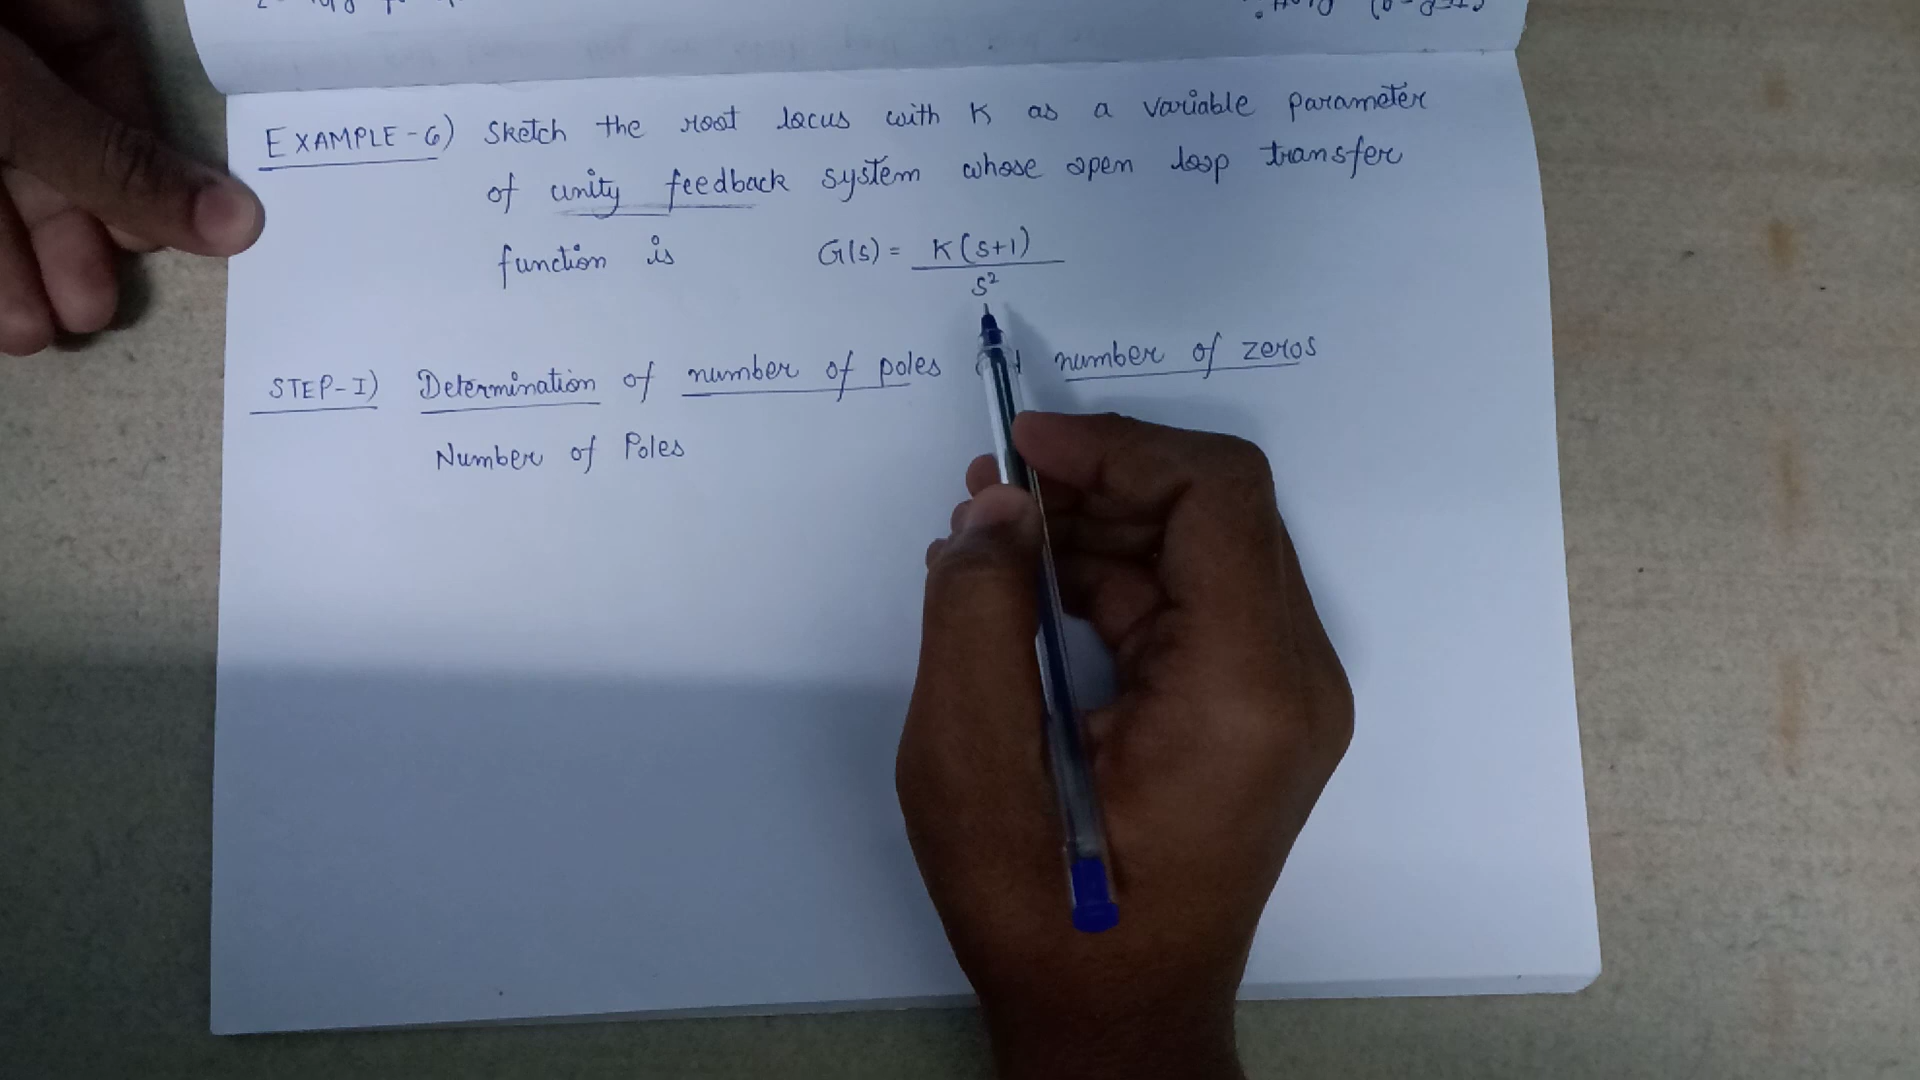 EXAMPLE-6) Sketch the root locus with K as a variable parameter
of unity feedback system whose open loop transfer
function is G(s) = K(s+1)
s²
STEP-I) Determination of number of poles number of zeros
Number of Poles